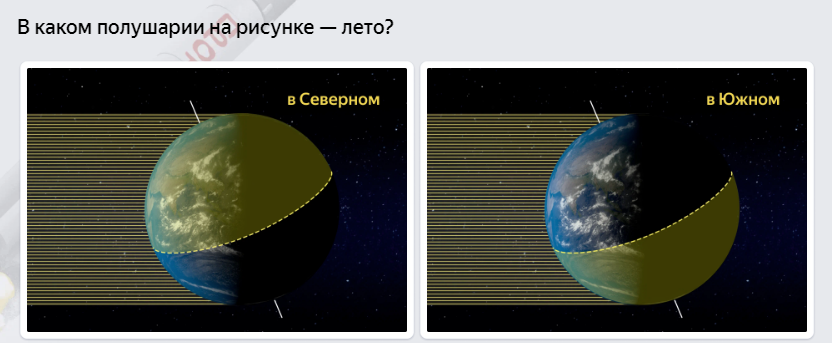 В каком полушарии на рисунке — лето?
в Северном
в Южном